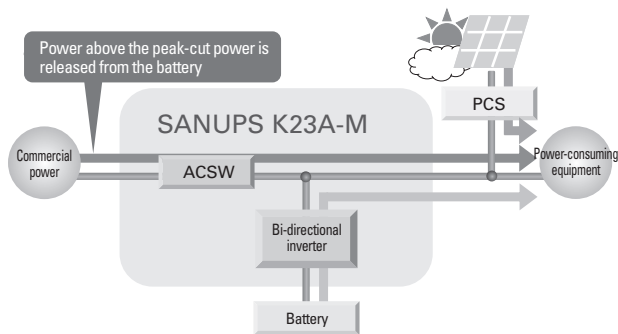 Power above the peak-cut power is
released from the battery
SANUPS K23A-M
PCS
Commercial
power
ACSW
Power-consuming
equipment
Bi-directional
inverter
Battery